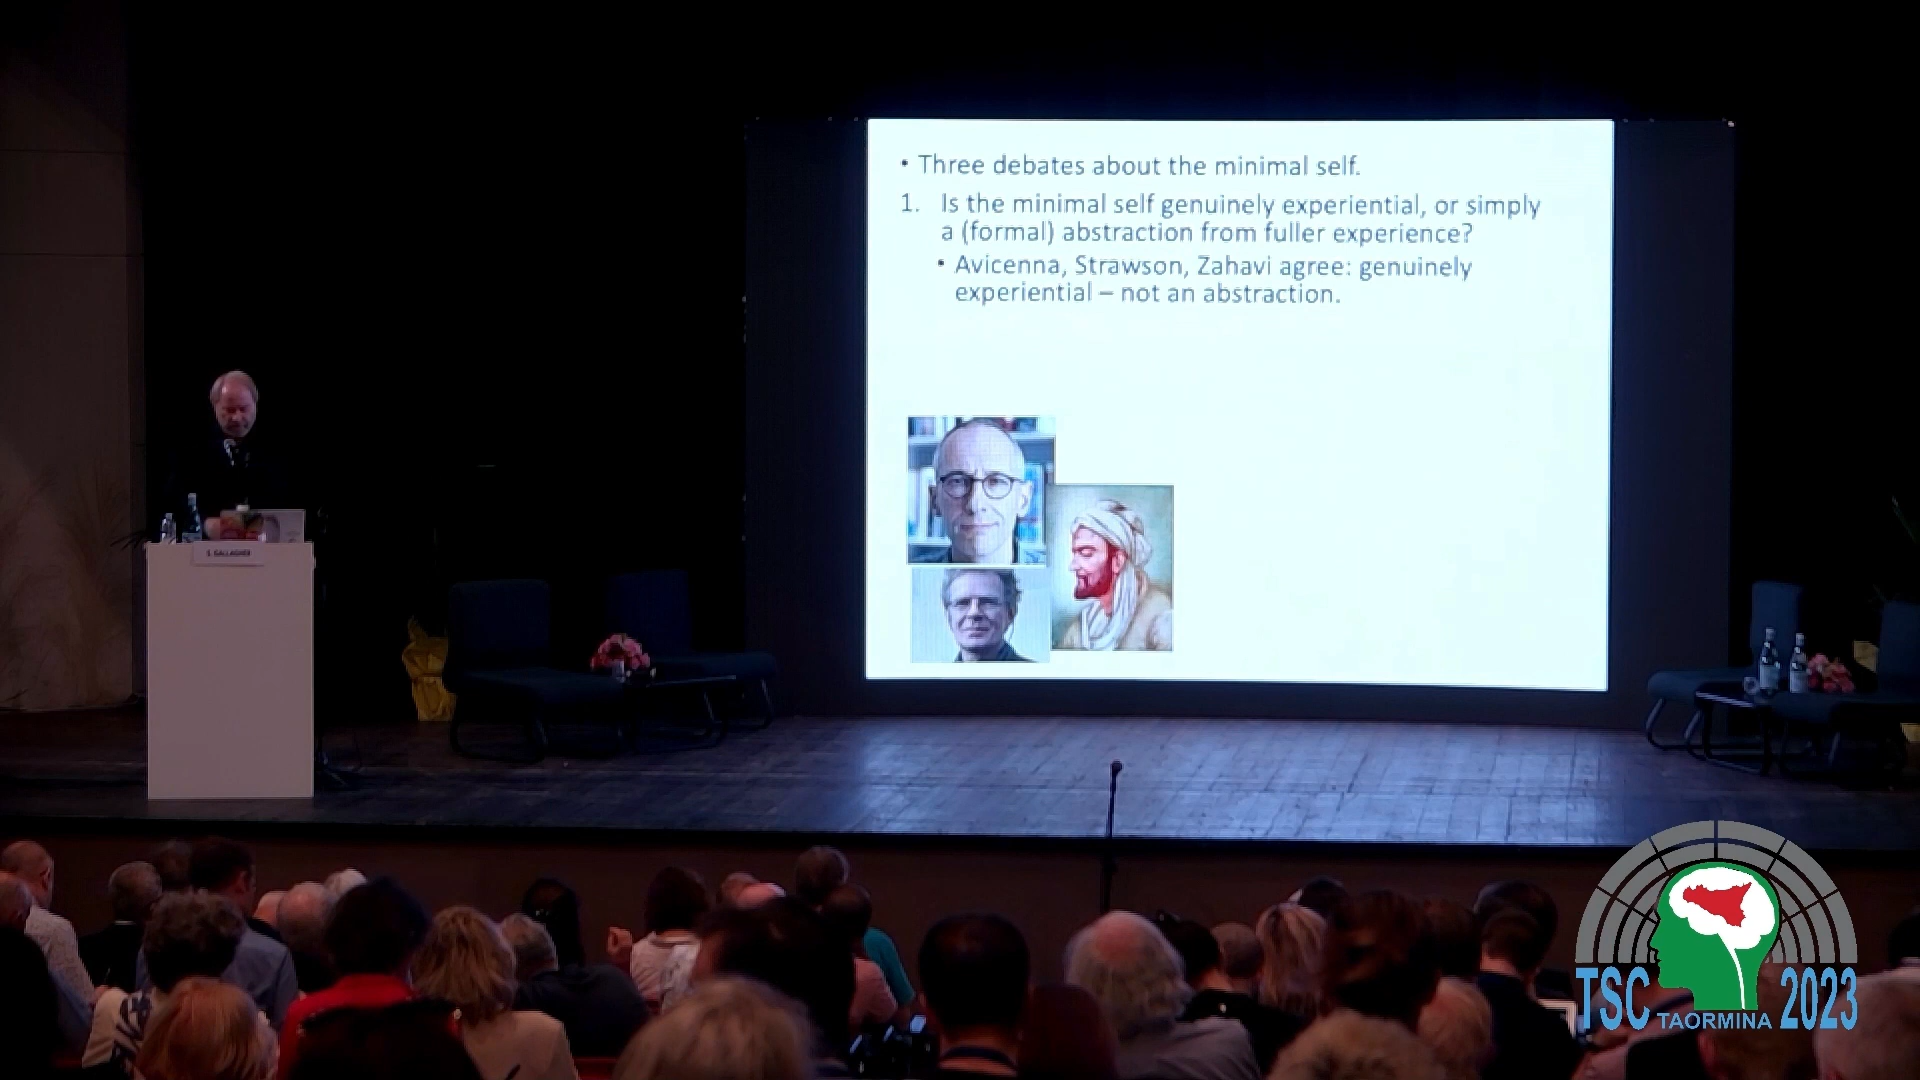 • Three debates about the minimal self.
1. Is the minimal self genuinely experiential, or simply
a (formal) abstraction from fuller experience?
• Avicenna, Strawson, Zahavi agree: genuinely
experiential – not an abstraction.
S. GALLAGHER
TSC TAORMINA 2023